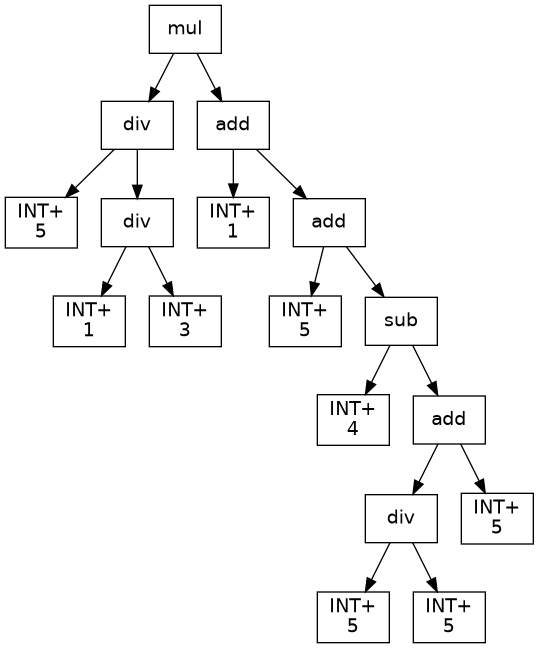 mul
div
add
INT+
5
div
INT+
1
add
INT+
1
INT+
3
INT+
5
sub
INT+
4
add
div
INT+
5
INT+
5
INT+
5